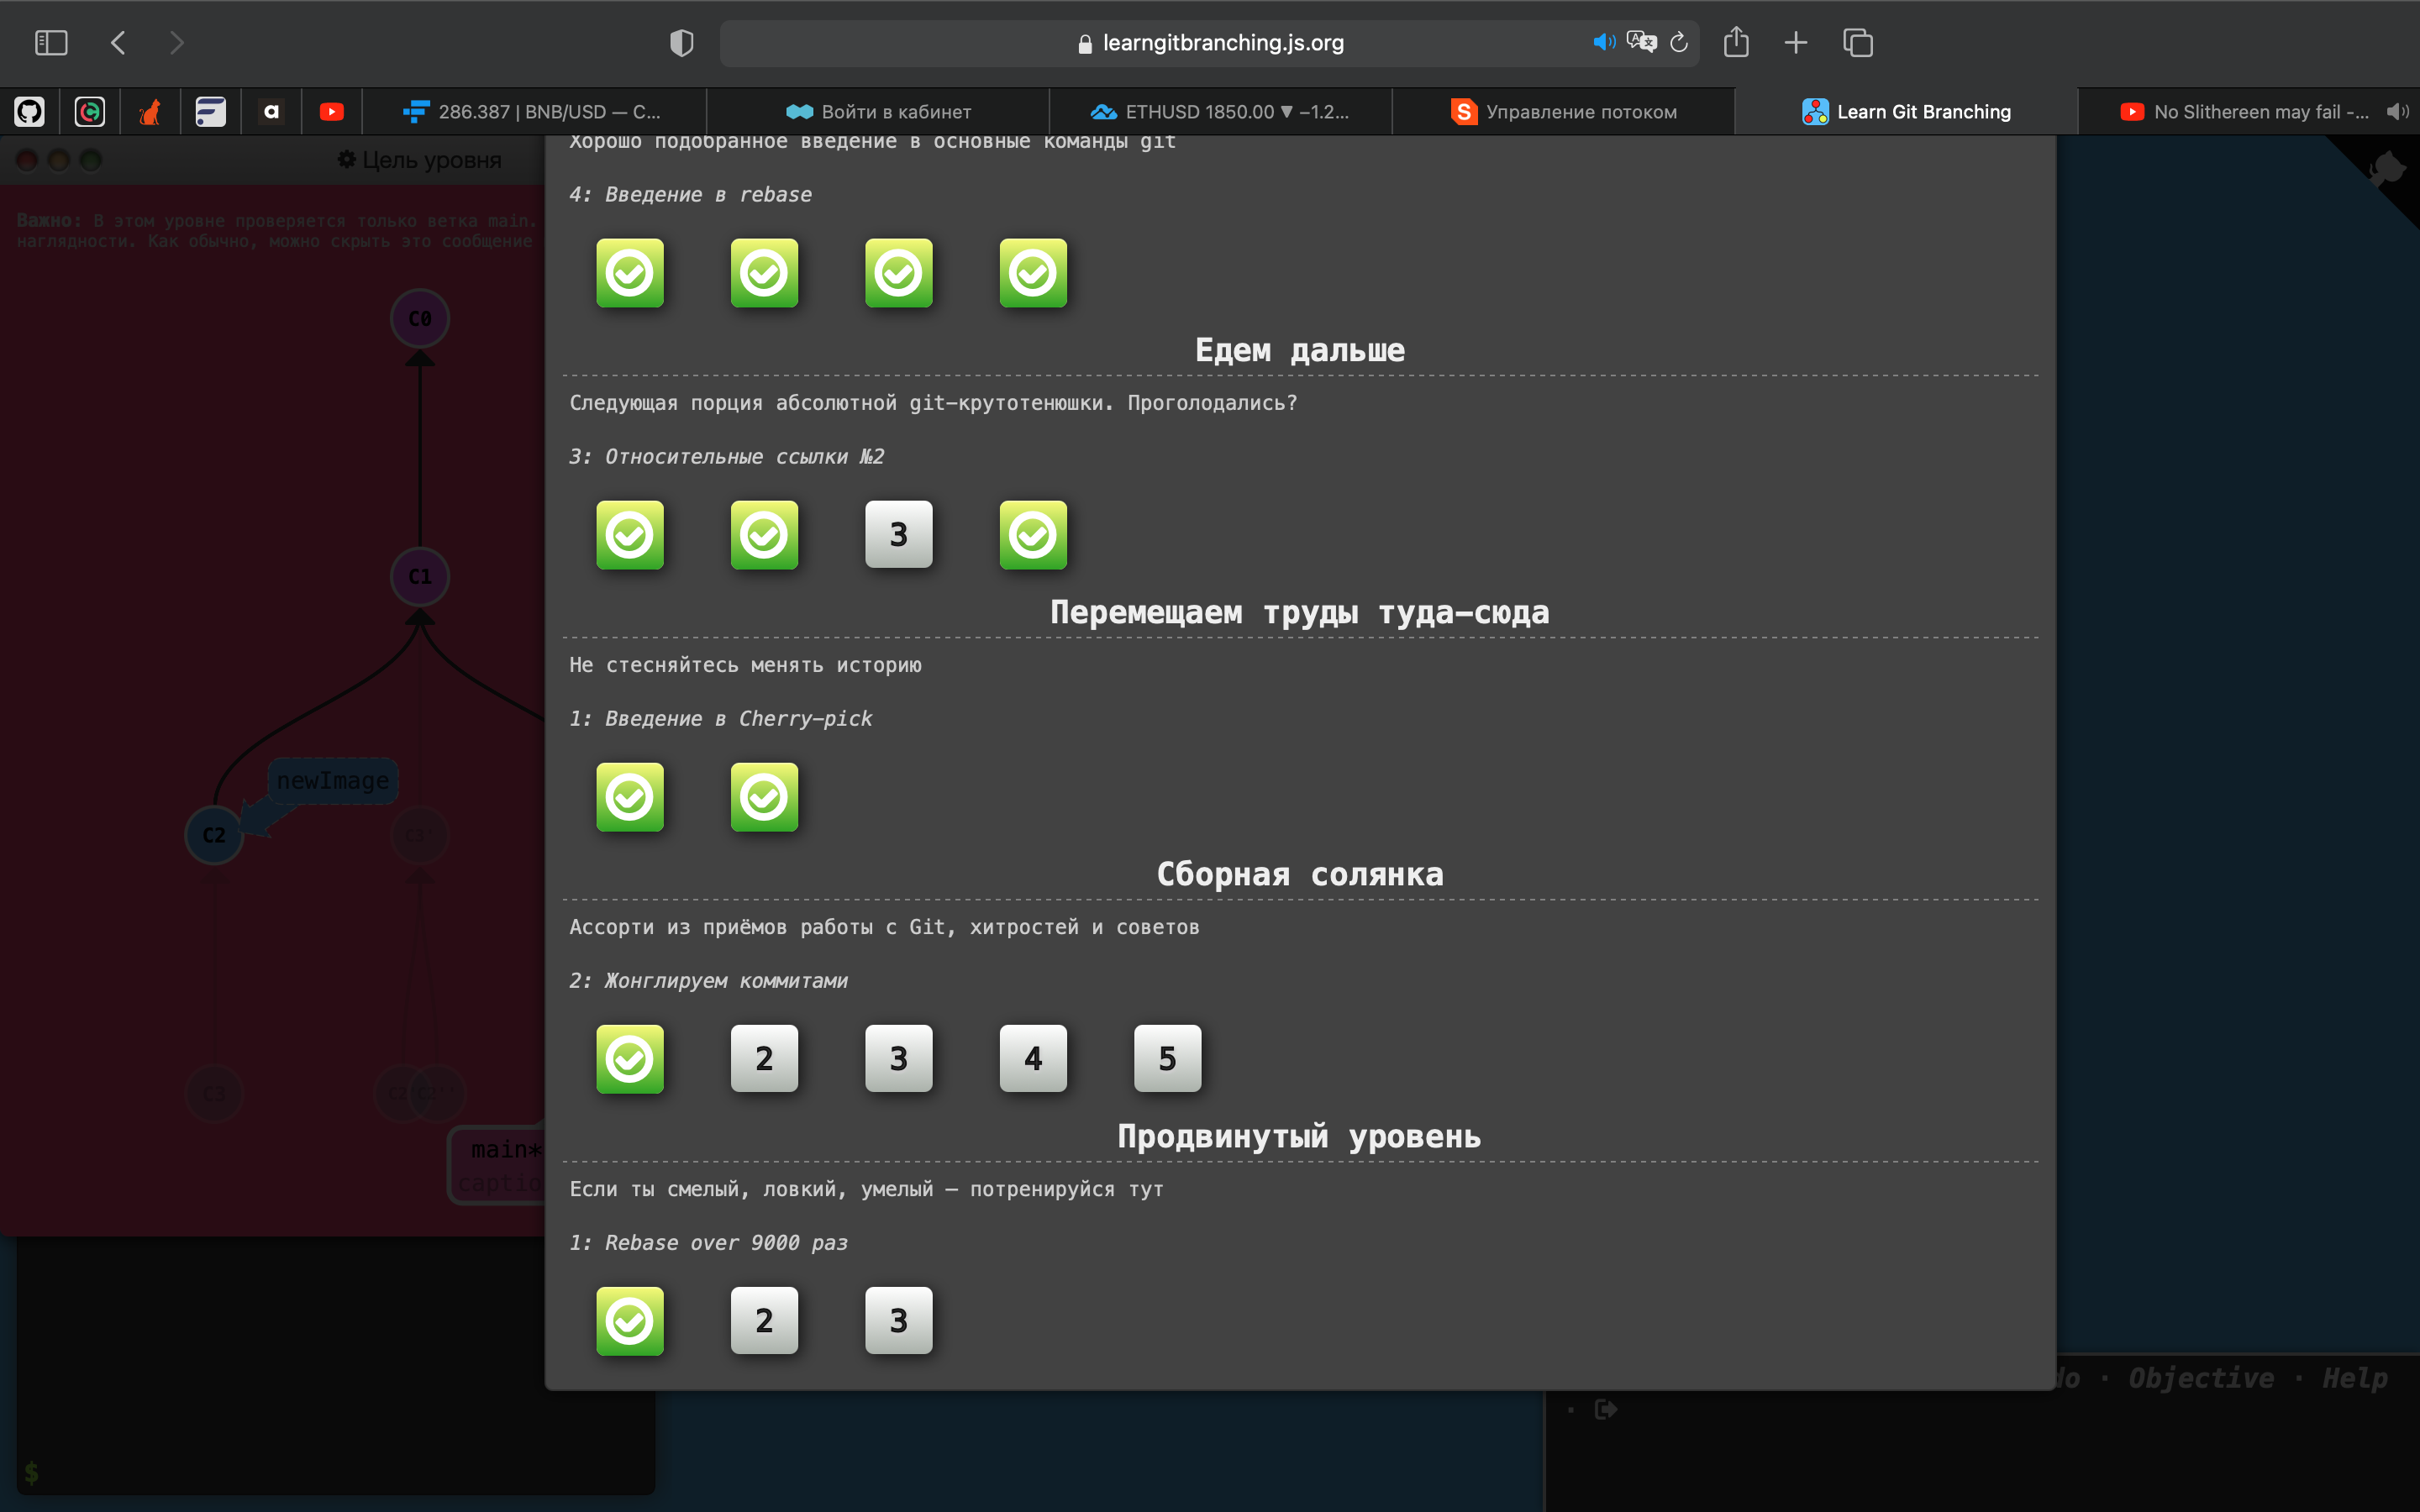 learngitbranching.js.org
286.387 | BNB/USD — C...
Войти в кабинет
ETHUSD 1850.00 ▼ −1.2...
Управление потоком
Learn Git Branching
No Slithereen may fail -...
Цель уровня
Важно: В этом уровне проверяется только ветка main.
наглядности. Как обычно, можно скрыть это сообщение
C0
C1
newImage
C2
C3'
C3
C2''
main*
captio
$
Хорошо подобранное введение в основные команды git
4: Введение в rebase
Едем дальше
Следующая порция абсолютной git-крутотенюшки. Проголодались?
3: Относительные ссылки №2
3
Перемещаем труды туда-сюда
Не стесняйтесь менять историю
1: Введение в Cherry-pick
Сборная солянка
Ассорти из приёмов работы с Git, хитростей и советов
2: Жонглируем коммитами
2 3 4 5
Продвинутый уровень
Если ты смелый, ловкий, умелый — потренируйся тут
1: Rebase over 9000 раз
2 3
do · Objective · Help